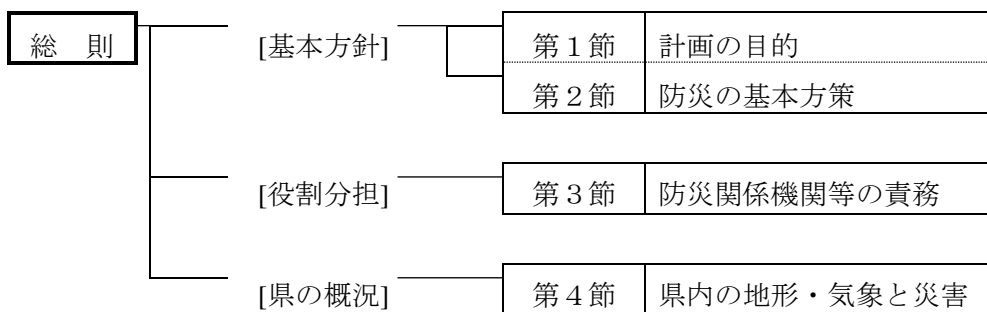 総　則 [基本方針] 第１節 計画の目的
第２節 防災の基本方策
[役割分担] 第３節 防災関係機関等の責務
[県の概況] 第４節 県内の地形・気象と災害